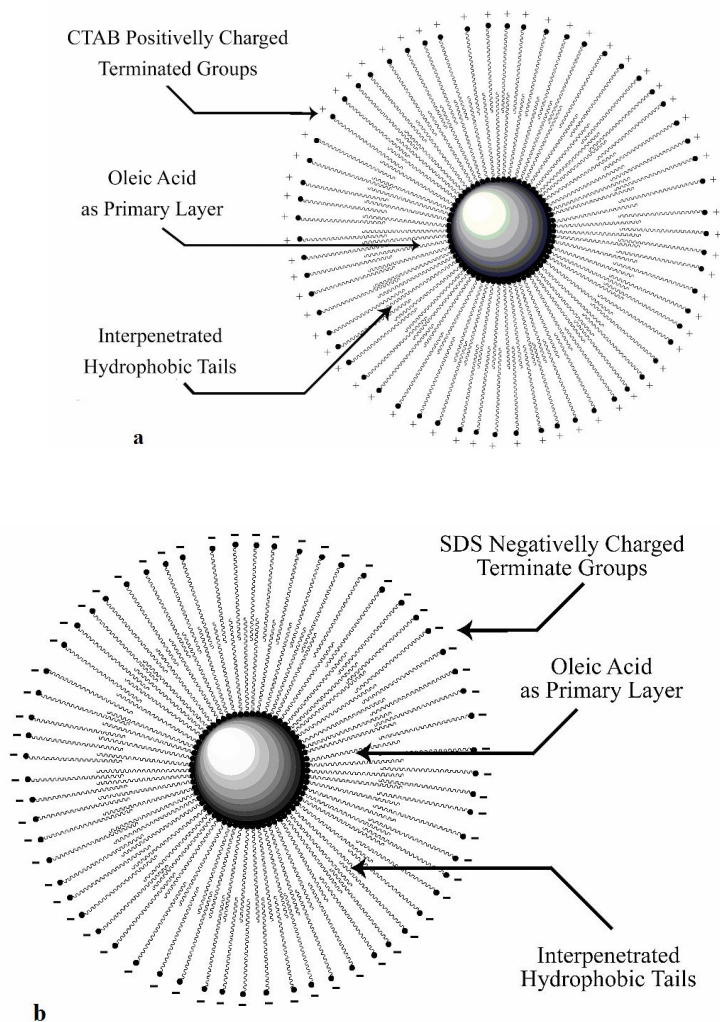 CTAB Positivelly Charged
Terminated Groups
Oleic Acid
as Primary Layer
Interpenetrated
Hydrophobic Tails
a
SDS Negativelly Charged
Terminate Groups
Oleic Acid
as Primary Layer
Interpenetrated
Hydrophobic Tails
b